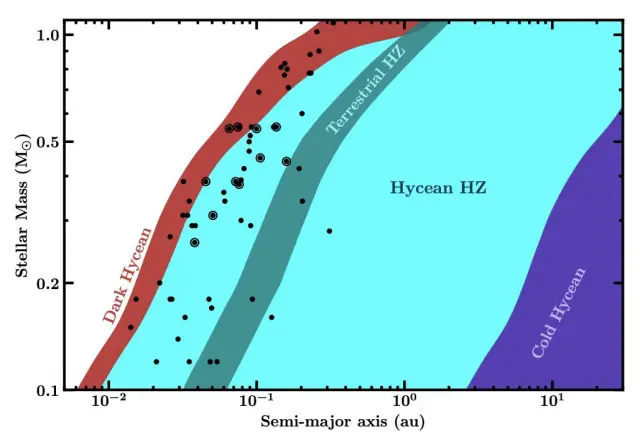 1.0
0.5
0.2
0.1
Stellar Mass (M☉)
Dark Hycean
Terrestrial HZ
Hycean HZ
Cold Hycean
10⁻²
10⁻¹
10⁰
10¹
Semi-major axis (au)